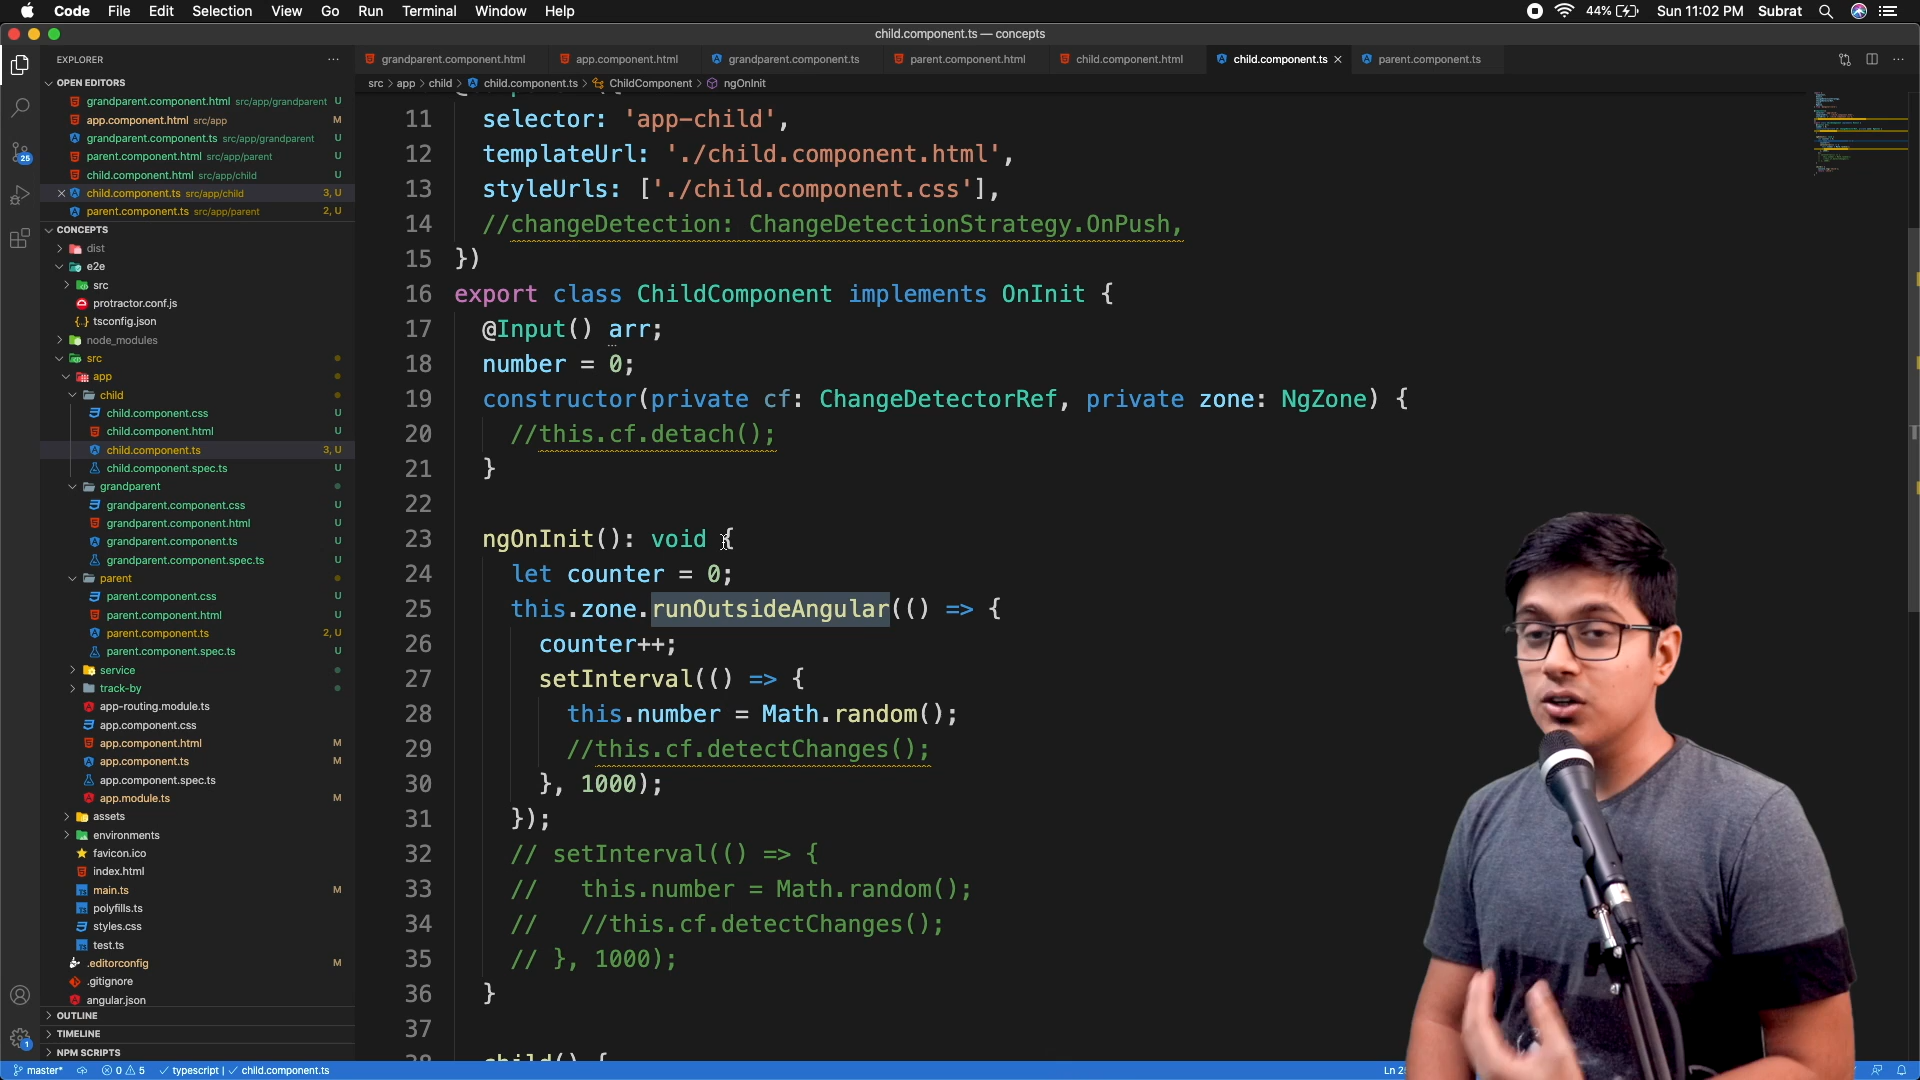 Code File Edit Selection View Go Run Terminal Window Help
44% Sun 11:02 PM Subrat
child.component.ts — concepts
EXPLORER
grandparent.component.html app.component.html grandparent.component.ts parent.component.html child.component.html child.component.ts parent.component.ts
src > app > child > child.component.ts > ChildComponent > ngOnInit
OPEN EDITORS
grandparent.component.html src/app/grandparent U
app.component.html src/app M
grandparent.component.ts src/app/grandparent U
parent.component.html src/app/parent U
child.component.html src/app/child U
child.component.ts src/app/child 3, U
parent.component.ts src/app/parent 2, U
CONCEPTS
dist
e2e
src
protractor.conf.js
tsconfig.json
node_modules
src
app
child
child.component.css U
child.component.html U
child.component.ts 3, U
child.component.spec.ts U
grandparent
grandparent.component.css U
grandparent.component.html U
grandparent.component.ts U
grandparent.component.spec.ts U
parent
parent.component.css U
parent.component.html U
parent.component.ts 2, U
parent.component.spec.ts U
service
track-by
app-routing.module.ts
app.component.css
app.component.html M
app.component.ts M
app.component.spec.ts
app.module.ts M
assets
environments
favicon.ico
index.html
main.ts M
polyfills.ts
styles.css
test.ts
.editorconfig M
.gitignore
angular.json
OUTLINE
TIMELINE
NPM SCRIPTS
25
1
11 selector: 'app-child',
12 templateUrl: './child.component.html',
13 styleUrls: ['./child.component.css'],
14 //changeDetection: ChangeDetectionStrategy.OnPush,
15 })
16 export class ChildComponent implements OnInit {
17 @Input() arr;
18 number = 0;
19 constructor(private cf: ChangeDetectorRef, private zone: NgZone) {
20 //this.cf.detach();
21 }
22
23 ngOnInit(): void {
24 let counter = 0;
25 this.zone.runOutsideAngular(() => {
26 counter++;
27 setInterval(() => {
28 this.number = Math.random();
29 //this.cf.detectChanges();
30 }, 1000);
31 });
32 // setInterval(() => {
33 // this.number = Math.random();
34 // //this.cf.detectChanges();
35 // }, 1000);
36 }
37
38 child() {
master* 0 5 typescript | child.component.ts